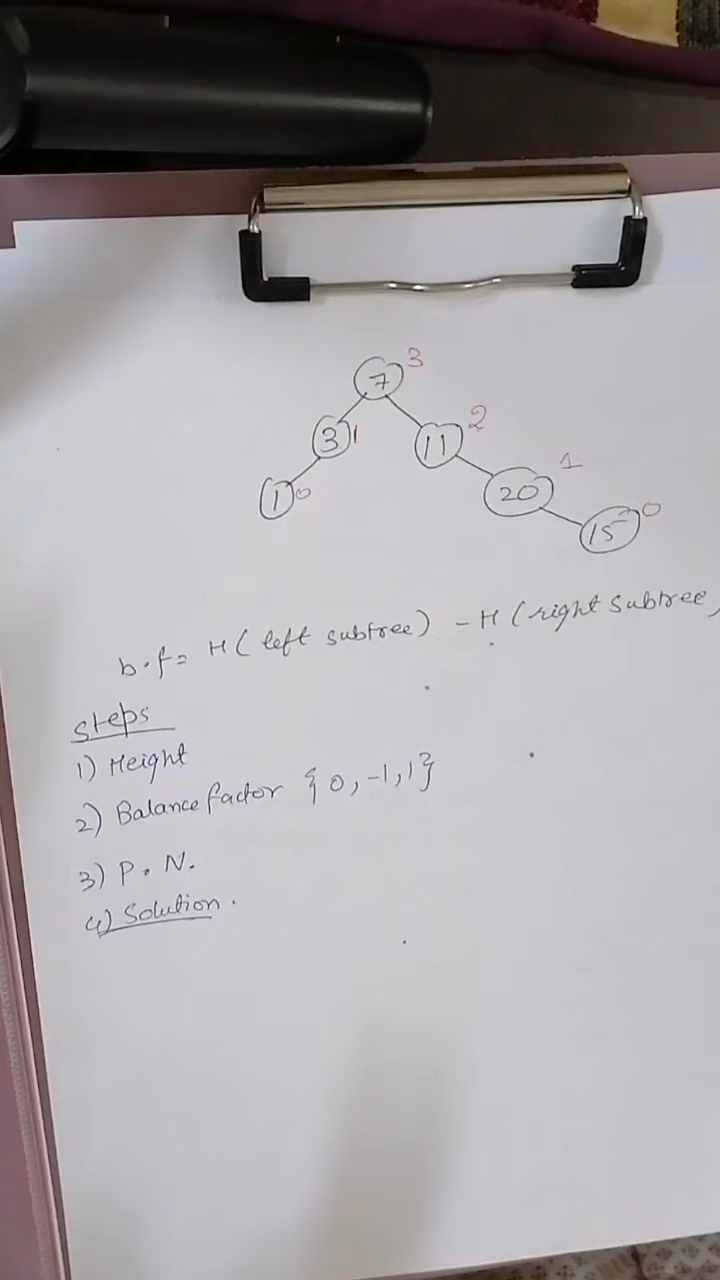 7 3
3 1 11 2
1 0 20 1
15 0
b.f = H ( left subtree ) - H ( right subtree )
steps
1) Height
2) Balance factor { 0, -1, 1 }
3) P. N.
4) Solution.